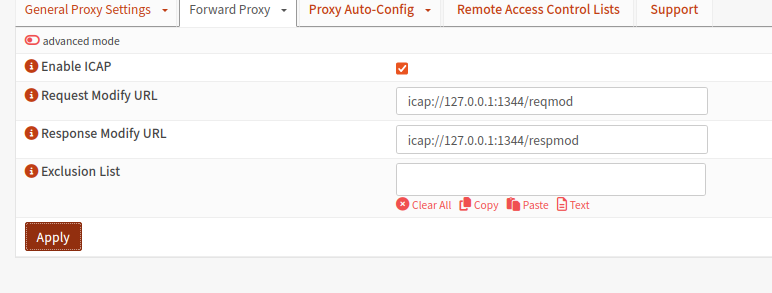 General Proxy Settings Forward Proxy Proxy Auto-Config Remote Access Control Lists Support
advanced mode
Enable ICAP
Request Modify URL icap://127.0.0.1:1344/reqmod
Response Modify URL icap://127.0.0.1:1344/respmod
Exclusion List
Clear All Copy Paste Text
Apply